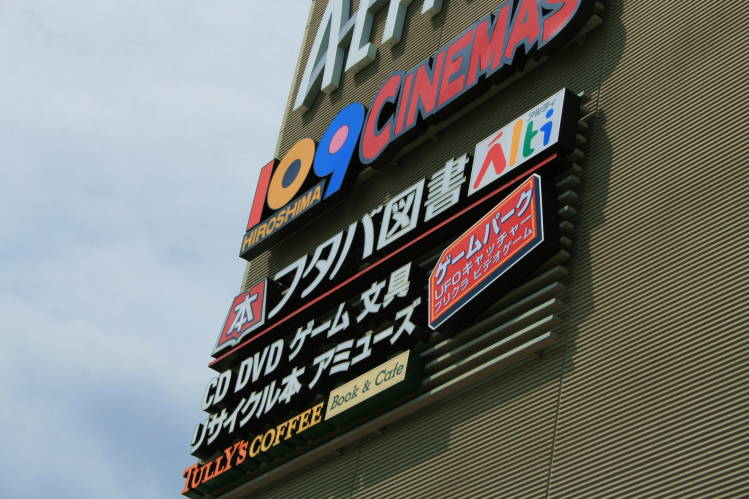 109 CINEMAS
HIROSHIMA
本 フタバ図書
アルティ
Álti
ゲームパーク
UFOキャッチャー
プリクラ ビデオゲーム
CD DVD ゲーム 文具
リサイクル本 アミューズ
TULLY'S COFFEE Book & Cafe